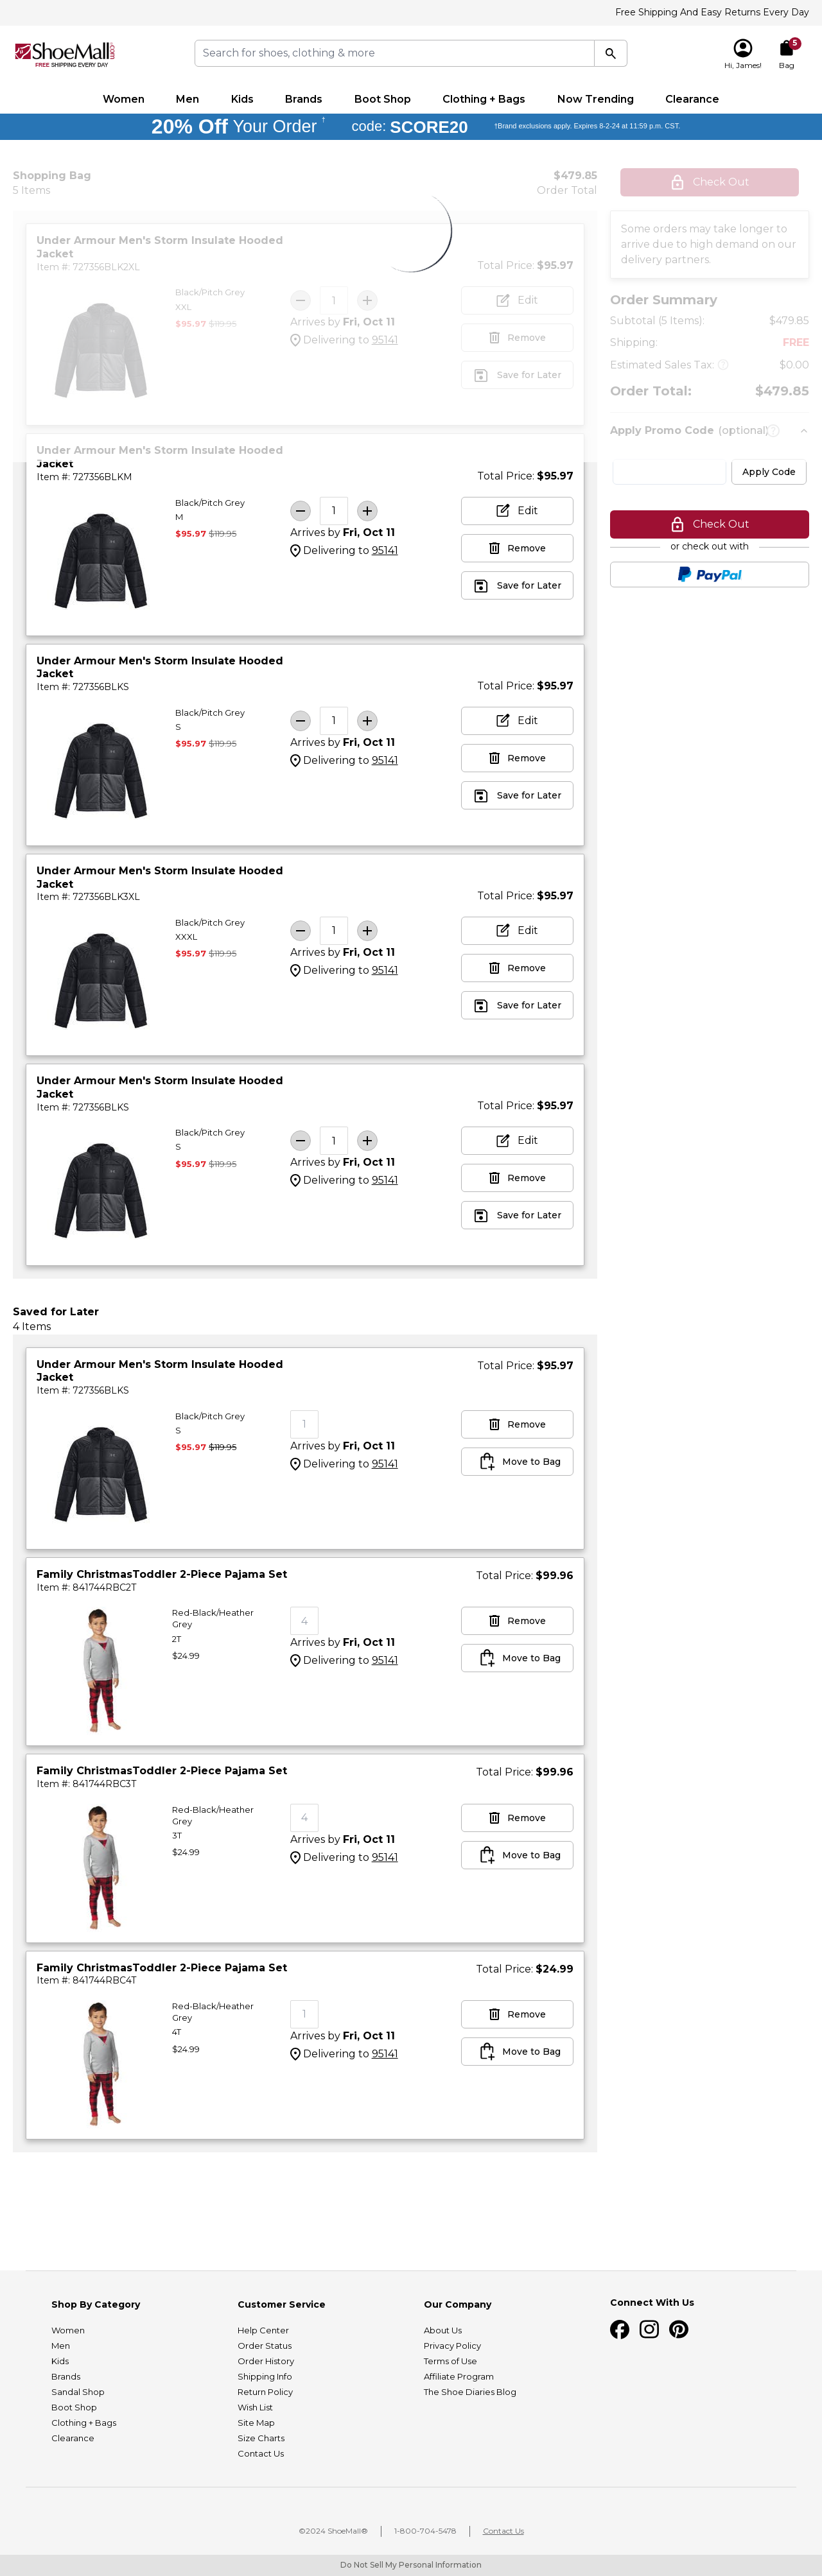 Free Shipping And Easy Returns Every Day
ShoeMall
FREE SHIPPING EVERY DAY
Search for shoes, clothing & more
Hi, James!
5
Bag
Women Men Kids Brands Boot Shop Clothing + Bags Now Trending Clearance
20% Off Your Order † code: SCORE20 †Brand exclusions apply. Expires 8-2-24 at 11:59 p.m. CST.
Shopping Bag
5 Items
$479.85
Order Total
Under Armour Men's Storm Insulate Hooded
Jacket
Item #: 727356BLK2XL
Total Price: $95.97
Black/Pitch Grey
XXL
$95.97 $119.95
1
Arrives by Fri, Oct 11
Delivering to 95141
Edit
Remove
Save for Later
Under Armour Men's Storm Insulate Hooded
Jacket
Item #: 727356BLKM
Total Price: $95.97
Black/Pitch Grey
M
$95.97 $119.95
1
Arrives by Fri, Oct 11
Delivering to 95141
Edit
Remove
Save for Later
Under Armour Men's Storm Insulate Hooded
Jacket
Item #: 727356BLKS
Total Price: $95.97
Black/Pitch Grey
S
$95.97 $119.95
1
Arrives by Fri, Oct 11
Delivering to 95141
Edit
Remove
Save for Later
Under Armour Men's Storm Insulate Hooded
Jacket
Item #: 727356BLK3XL
Total Price: $95.97
Black/Pitch Grey
XXXL
$95.97 $119.95
1
Arrives by Fri, Oct 11
Delivering to 95141
Edit
Remove
Save for Later
Under Armour Men's Storm Insulate Hooded
Jacket
Item #: 727356BLKS
Total Price: $95.97
Black/Pitch Grey
S
$95.97 $119.95
1
Arrives by Fri, Oct 11
Delivering to 95141
Edit
Remove
Save for Later
Check Out
Some orders may take longer to
arrive due to high demand on our
delivery partners.
Order Summary
Subtotal (5 Items): $479.85
Shipping: FREE
Estimated Sales Tax: ? $0.00
Order Total: $479.85
Apply Promo Code (optional) ?
Apply Code
Check Out
or check out with
PayPal
Saved for Later
4 Items
Under Armour Men's Storm Insulate Hooded
Jacket
Item #: 727356BLKS
Total Price: $95.97
Black/Pitch Grey
S
$95.97 $119.95
1
Arrives by Fri, Oct 11
Delivering to 95141
Remove
Move to Bag
Family ChristmasToddler 2-Piece Pajama Set
Item #: 841744RBC2T
Total Price: $99.96
Red-Black/Heather
Grey
2T
$24.99
4
Arrives by Fri, Oct 11
Delivering to 95141
Remove
Move to Bag
Family ChristmasToddler 2-Piece Pajama Set
Item #: 841744RBC3T
Total Price: $99.96
Red-Black/Heather
Grey
3T
$24.99
4
Arrives by Fri, Oct 11
Delivering to 95141
Remove
Move to Bag
Family ChristmasToddler 2-Piece Pajama Set
Item #: 841744RBC4T
Total Price: $24.99
Red-Black/Heather
Grey
4T
$24.99
1
Arrives by Fri, Oct 11
Delivering to 95141
Remove
Move to Bag
Shop By Category
Women
Men
Kids
Brands
Sandal Shop
Boot Shop
Clothing + Bags
Clearance
Customer Service
Help Center
Order Status
Order History
Shipping Info
Return Policy
Wish List
Site Map
Size Charts
Contact Us
Our Company
About Us
Privacy Policy
Terms of Use
Affiliate Program
The Shoe Diaries Blog
Connect With Us
©2024 ShoeMall® 1-800-704-5478 Contact Us
Do Not Sell My Personal Information